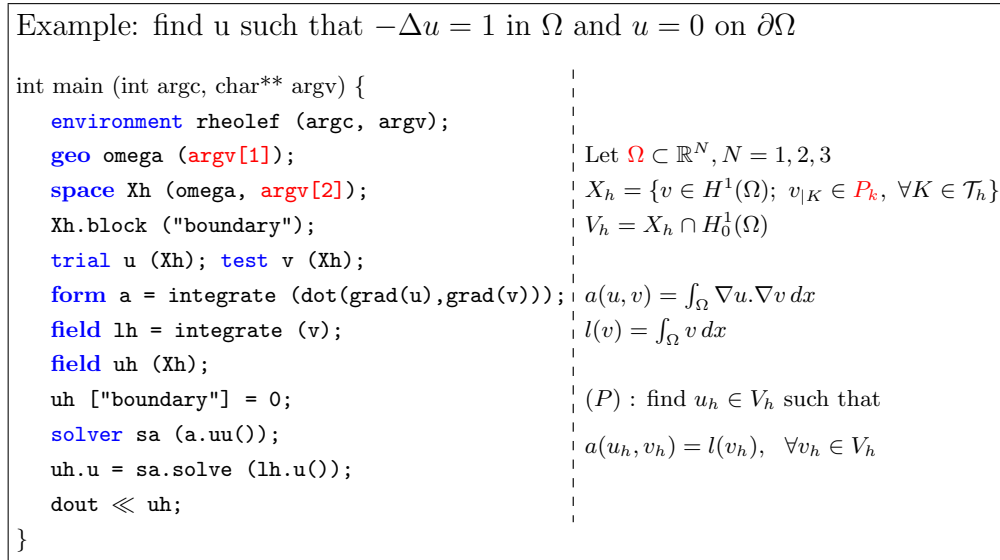 Example: find u such that −Δu = 1 in Ω and u = 0 on ∂Ω
int main (int argc, char** argv) {
environment rheolef (argc, argv);
geo omega (argv[1]); Let Ω ⊂ ℝ^N, N = 1, 2, 3
space Xh (omega, argv[2]); X_h = {v ∈ H^1(Ω); v_{|K} ∈ P_k, ∀K ∈ 𝒯_h}
Xh.block ("boundary"); V_h = X_h ∩ H_0^1(Ω)
trial u (Xh); test v (Xh);
form a = integrate (dot(grad(u),grad(v))); a(u, v) = ∫_Ω ∇u.∇v dx
field lh = integrate (v); l(v) = ∫_Ω v dx
field uh (Xh);
uh ["boundary"] = 0; (P) : find u_h ∈ V_h such that
solver sa (a.uu());
a(u_h, v_h) = l(v_h), ∀v_h ∈ V_h
uh.u = sa.solve (lh.u());
dout ≪ uh;
}